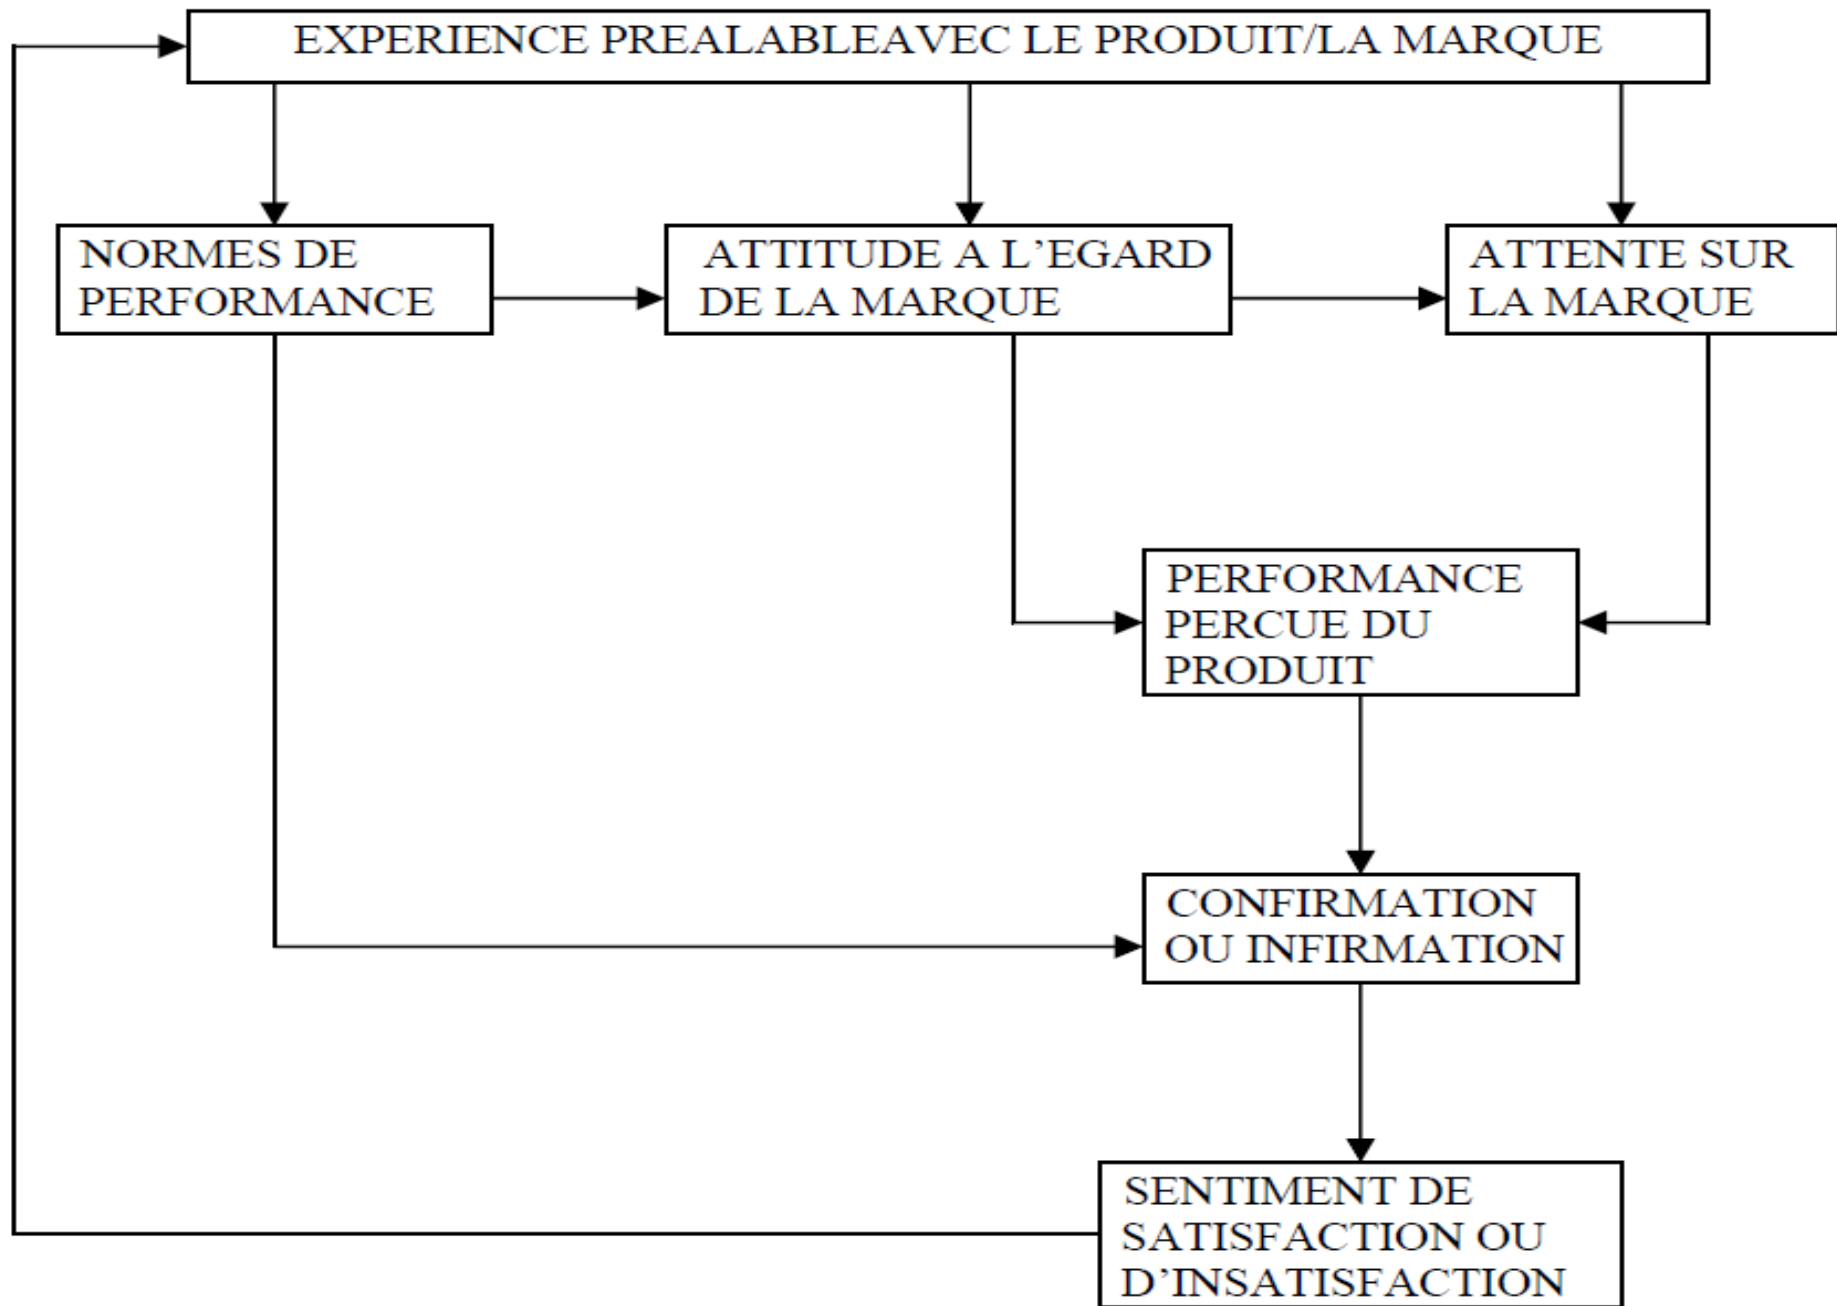 EXPERIENCE PREALABLEAVEC LE PRODUIT/LA MARQUE
NORMES DE
PERFORMANCE
ATTITUDE A L’EGARD
DE LA MARQUE
ATTENTE SUR
LA MARQUE
PERFORMANCE
PERCUE DU
PRODUIT
CONFIRMATION
OU INFIRMATION
SENTIMENT DE
SATISFACTION OU
D’INSATISFACTION